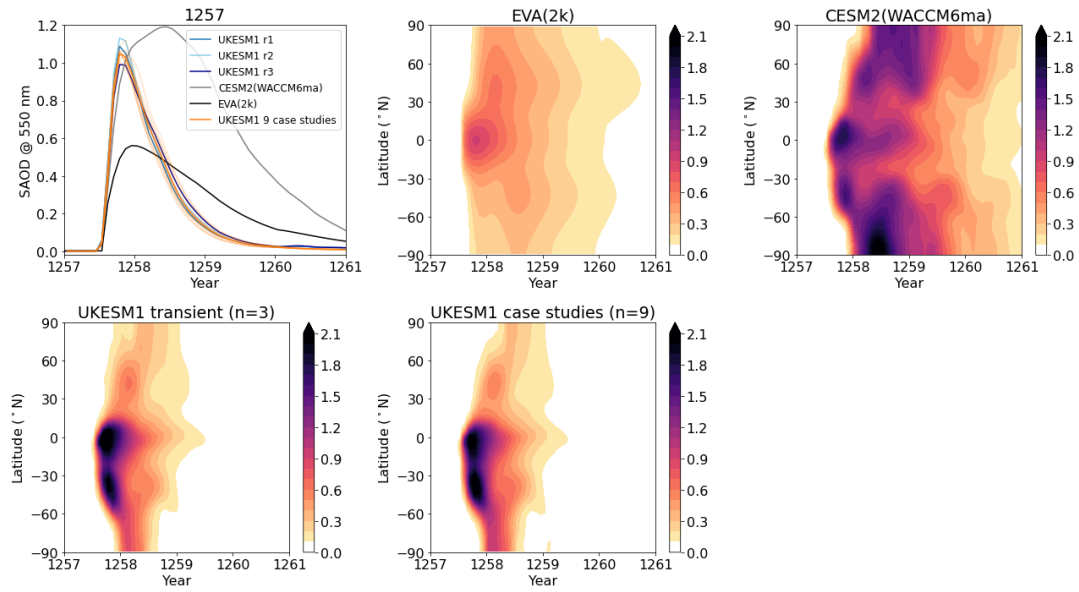 1257
SAOD @ 550 nm
1.2
1.0
0.8
0.6
0.4
0.2
0.0
UKESM1 r1
UKESM1 r2
UKESM1 r3
CESM2(WACCM6ma)
EVA(2k)
UKESM1 9 case studies
1257 1258 1259 1260 1261
Year
EVA(2k)
Latitude (°N)
90
60
30
0
−30
−60
−90
1257 1258 1259 1260 1261
Year
2.1
1.8
1.5
1.2
0.9
0.6
0.3
0.0
CESM2(WACCM6ma)
Latitude (°N)
90
60
30
0
−30
−60
−90
1257 1258 1259 1260 1261
Year
2.1
1.8
1.5
1.2
0.9
0.6
0.3
0.0
UKESM1 transient (n=3)
Latitude (°N)
90
60
30
0
−30
−60
−90
1257 1258 1259 1260 1261
Year
2.1
1.8
1.5
1.2
0.9
0.6
0.3
0.0
UKESM1 case studies (n=9)
Latitude (°N)
90
60
30
0
−30
−60
−90
1257 1258 1259 1260 1261
Year
2.1
1.8
1.5
1.2
0.9
0.6
0.3
0.0